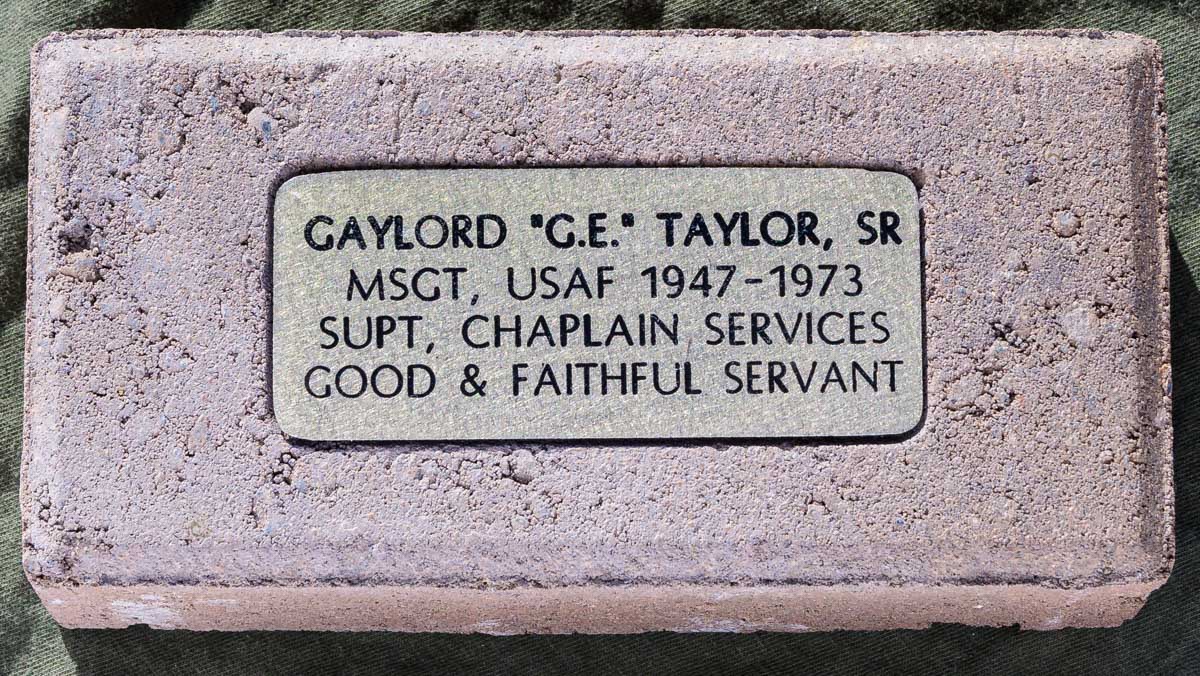 GAYLORD "G.E." TAYLOR, SR
MSGT, USAF 1947-1973
SUPT, CHAPLAIN SERVICES
GOOD & FAITHFUL SERVANT